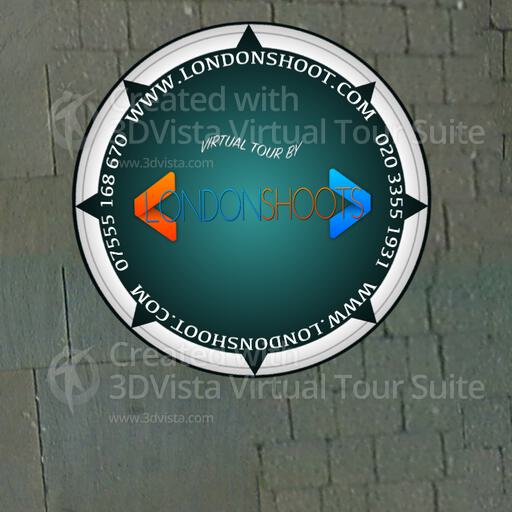 WWW.LONDONSHOOT.COM
020 3355 1931
WWW.LONDONSHOOT.COM
07555 168 670
VIRTUAL TOUR BY
LONDONSHOOTS
Created with
3DVista Virtual Tour Suite
www.3dvista.com
Created with
3DVista Virtual Tour Suite
www.3dvista.com